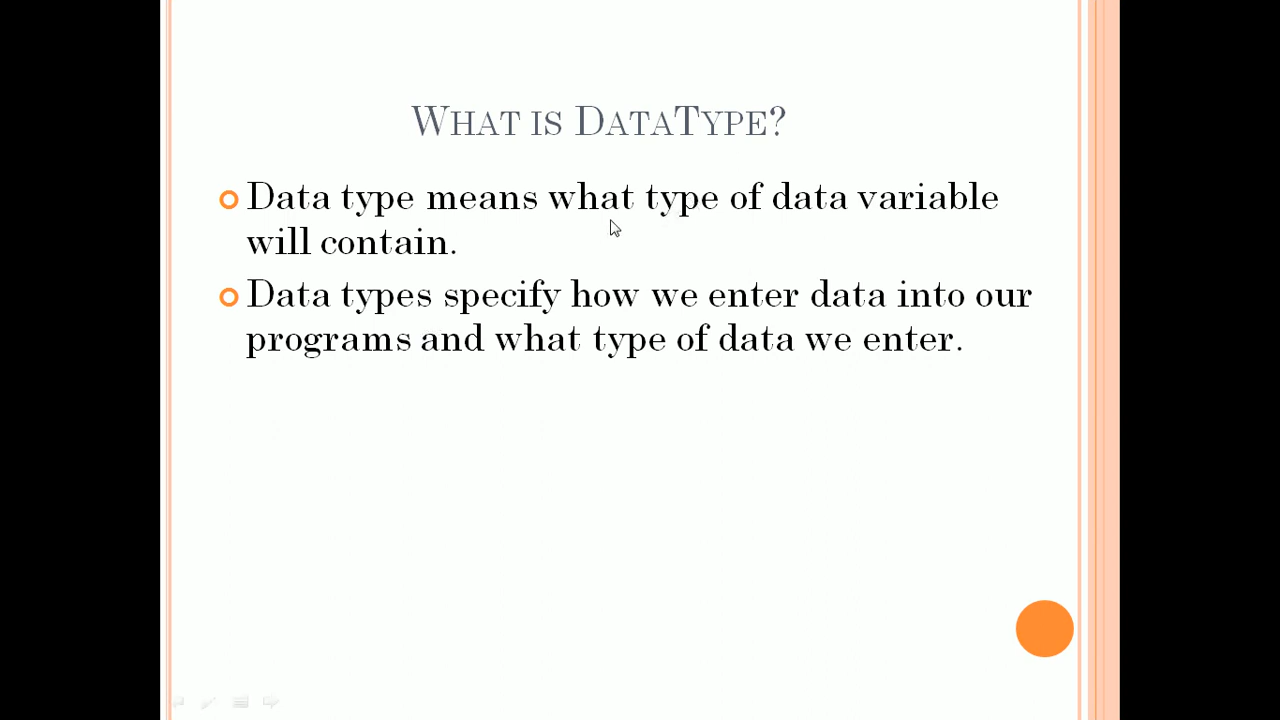 What is DataType?
Data type means what type of data variable
will contain.
Data types specify how we enter data into our
programs and what type of data we enter.